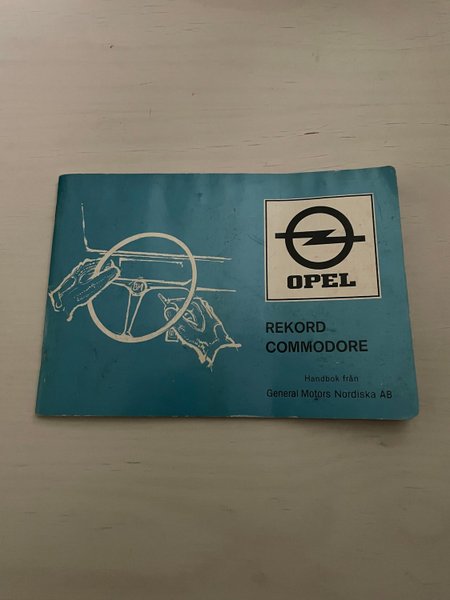 OPEL
REKORD
COMMODORE
Handbok från
General Motors Nordiska AB